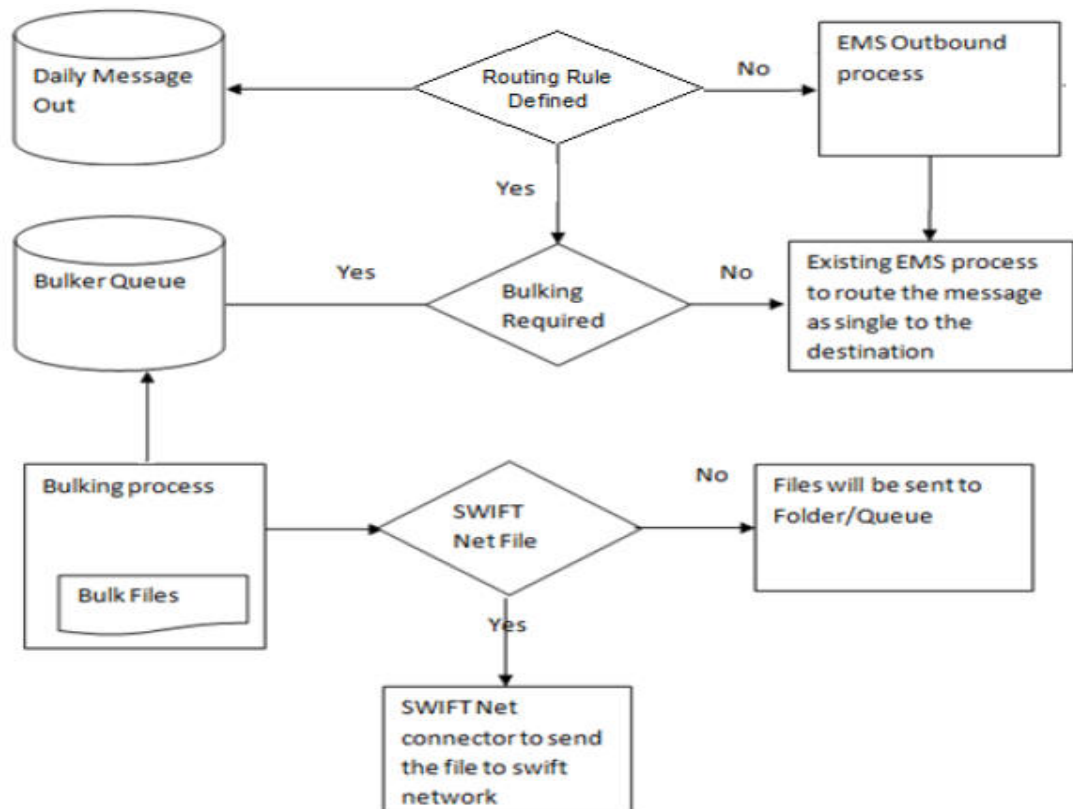 Daily Message
Out
Routing Rule
Defined
No
EMS Outbound
process
Yes
Bulker Queue
Yes
Bulking
Required
No
Existing EMS process
to route the message
as single to the
destination
Bulking process
Bulk Files
SWIFT
Net File
No
Files will be sent to
Folder/Queue
Yes
SWIFT Net
connector to send
the file to swift
network